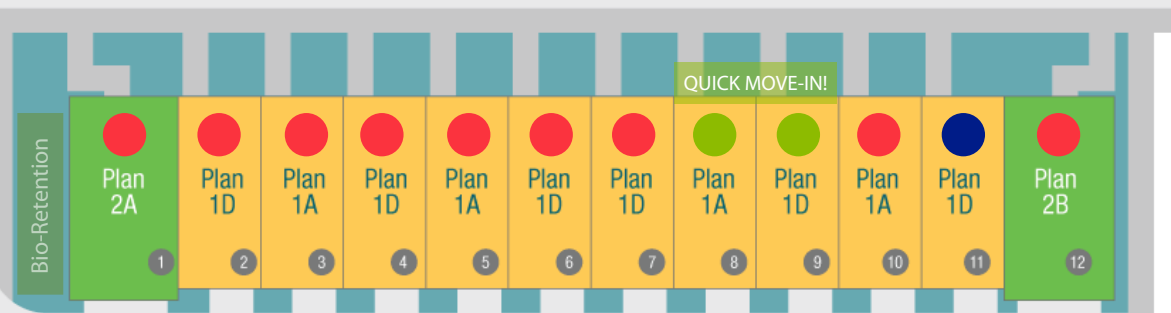 QUICK MOVE-IN!
Bio-Retention
Plan
2A
1
Plan
1D
2
Plan
1A
3
Plan
1D
4
Plan
1A
5
Plan
1D
6
Plan
1D
7
Plan
1A
8
Plan
1D
9
Plan
1A
10
Plan
1D
11
Plan
2B
12